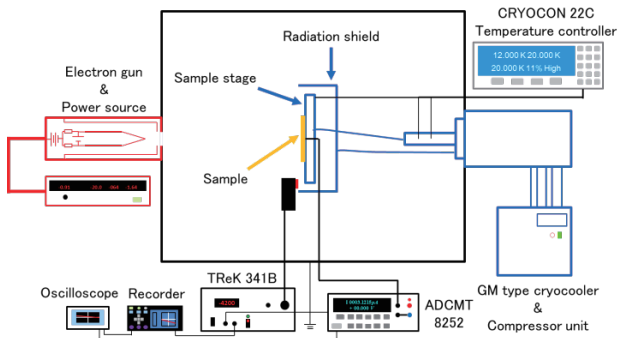 CRYOCON 22C
Temperature controller
Radiation shield
12.000 K 20.000 K
20.000 K 11% High
Electron gun
&
Power source
Sample stage
Sample
TReK 341B
-4200
Oscilloscope
Recorder
ADCMT
8252
GM type cryocooler
&
Compressor unit